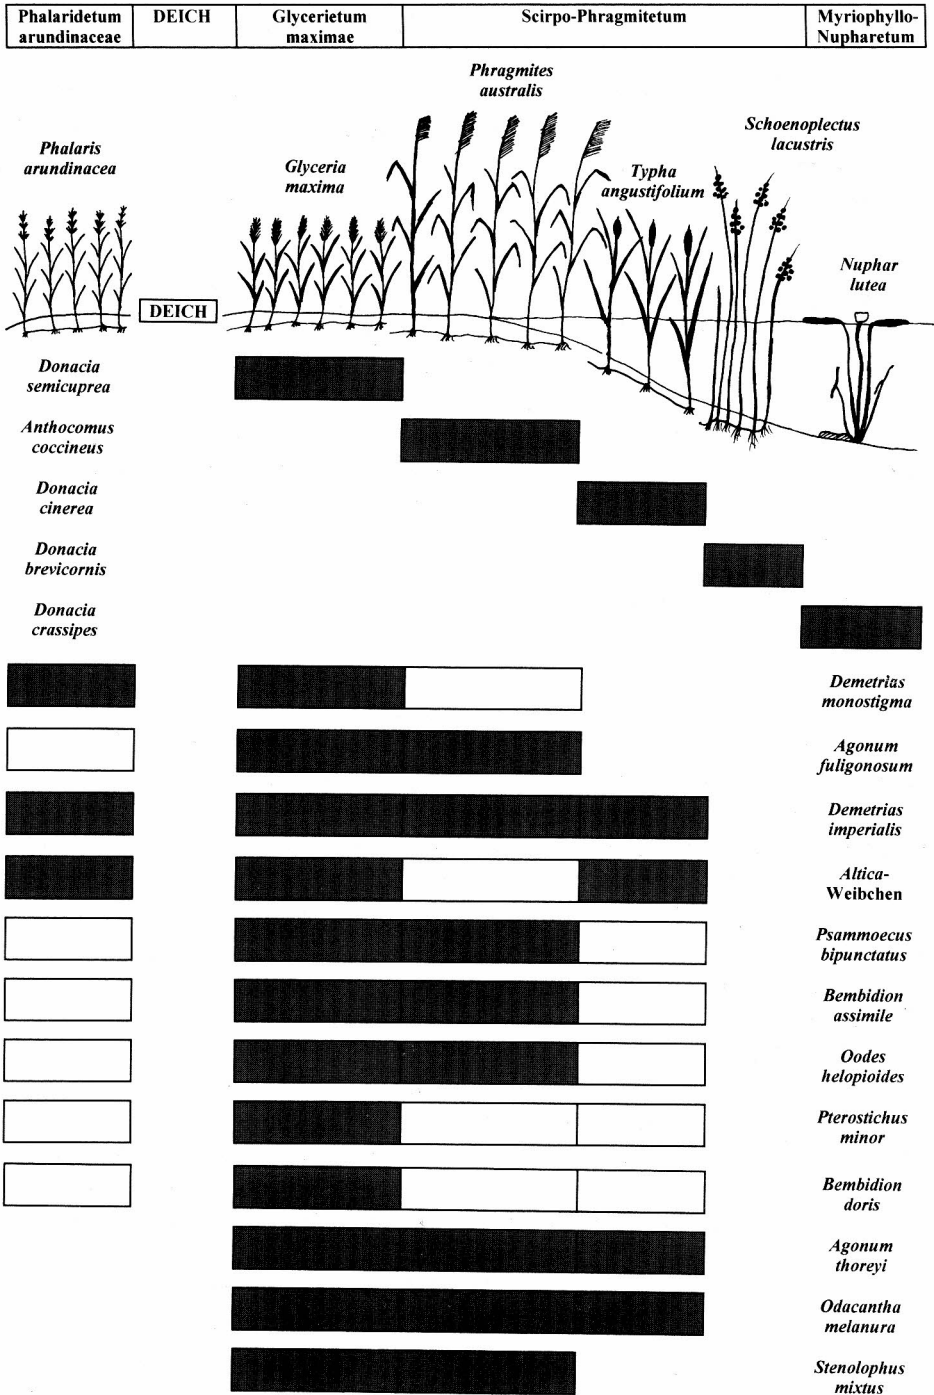 Phalaridetum
arundinaceae
DEICH
Glycerietum
maximae
Scirpo-Phragmitetum
Myriophyllo-
Nupharetum
Phragmites
australis
Schoenoplectus
lacustris
Phalaris
arundinacea
Glyceria
maxima
Typha
angustifolium
Nuphar
lutea
DEICH
Donacia
semicuprea
Anthocomus
coccineus
Donacia
cinerea
Donacia
brevicornis
Donacia
crassipes
Demetrias
monostigma
Agonum
fuligonosum
Demetrias
imperialis
Altica-
Weibchen
Psammoecus
bipunctatus
Bembidion
assimile
Oodes
helopioides
Pterostichus
minor
Bembidion
doris
Agonum
thoreyi
Odacantha
melanura
Stenolophus
mixtus